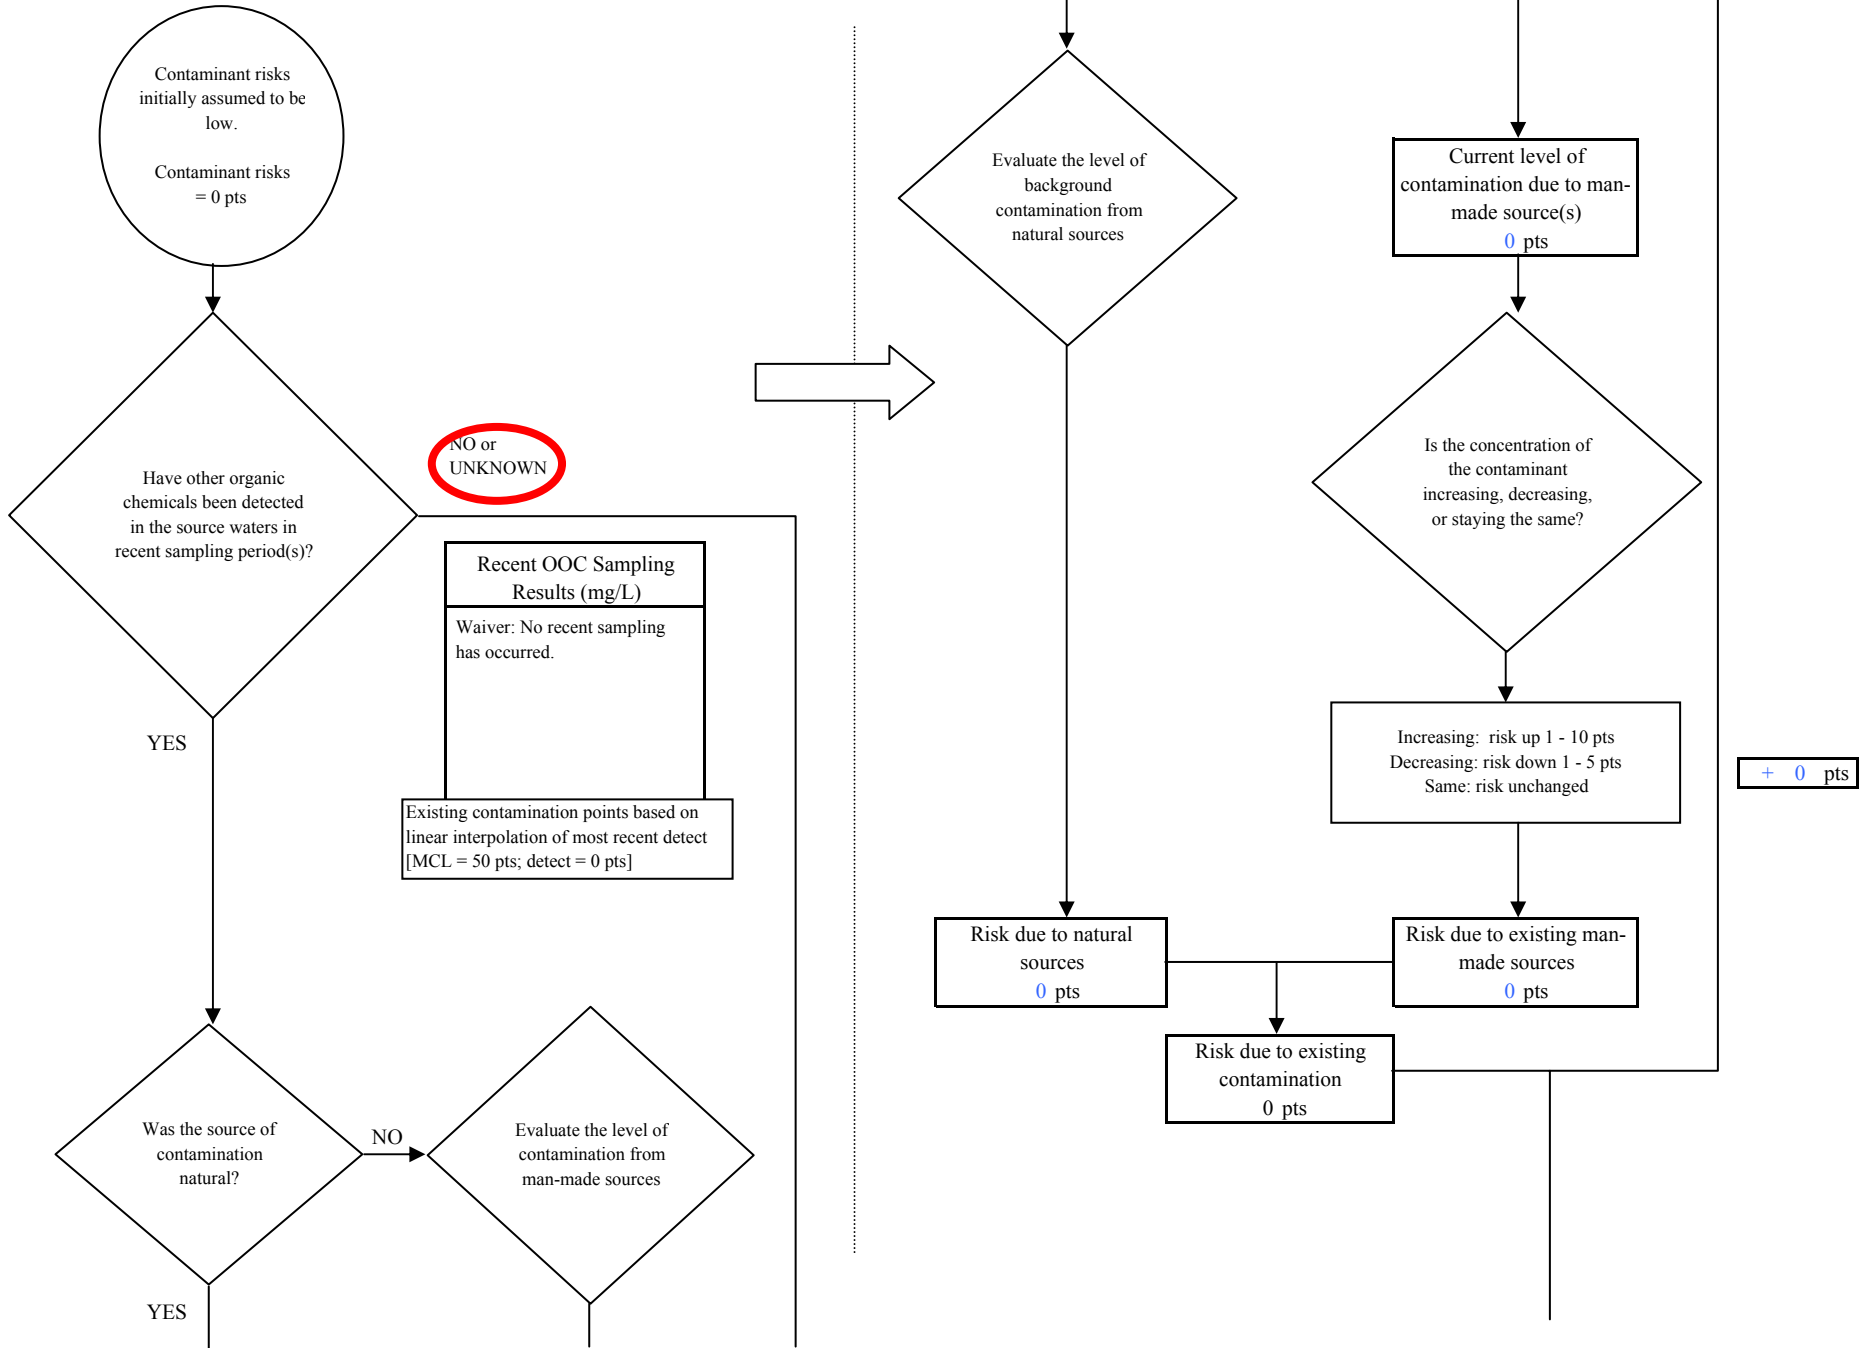 Contaminant risks
initially assumed to be
low.
Contaminant risks
= 0 pts
Have other organic
chemicals been detected
in the source waters in
recent sampling period(s)?
NO or
UNKNOWN
Recent OOC Sampling
Results (mg/L)
Waiver: No recent sampling
has occurred.
Existing contamination points based on
linear interpolation of most recent detect
[MCL = 50 pts; detect = 0 pts]
YES
Was the source of
contamination
natural?
NO
Evaluate the level of
contamination from
man-made sources
YES
Evaluate the level of
background
contamination from
natural sources
Current level of
contamination due to man-
made source(s)
0 pts
Is the concentration of
the contaminant
increasing, decreasing,
or staying the same?
Increasing: risk up 1 - 10 pts
Decreasing: risk down 1 - 5 pts
Same: risk unchanged
+ 0 pts
Risk due to natural
sources
0 pts
Risk due to existing man-
made sources
0 pts
Risk due to existing
contamination
0 pts